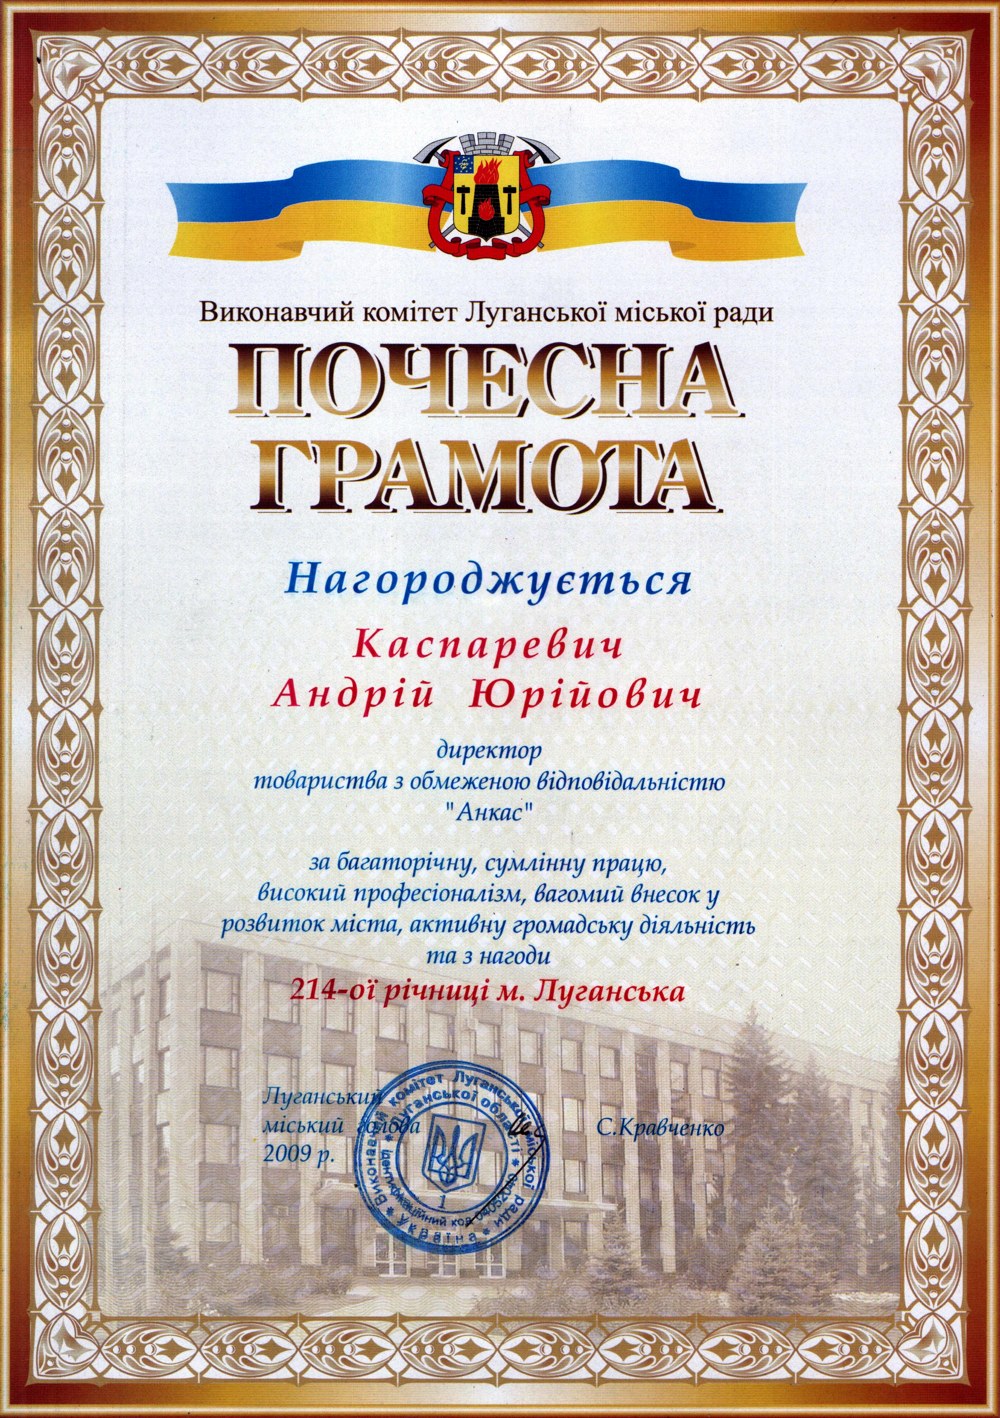 Виконавчий комітет Луганської міської ради
ПОЧЕСНА
ГРАМОТА
Нагороджується
Каспаревич
Андрій Юрійович
директор
товариства з обмеженою відповідальністю
"Анкас"
за багаторічну, сумлінну працю,
високий професіоналізм, вагомий внесок у
розвиток міста, активну громадську діяльність
та з нагоди
214-ої річниці м. Луганська
Луганський
міський голова
2009 р.
С.Кравченко
Виконавчий комітет Луганської міської ради
* Україна *
Луганської області *
ідентифікаційний код 04052649
1